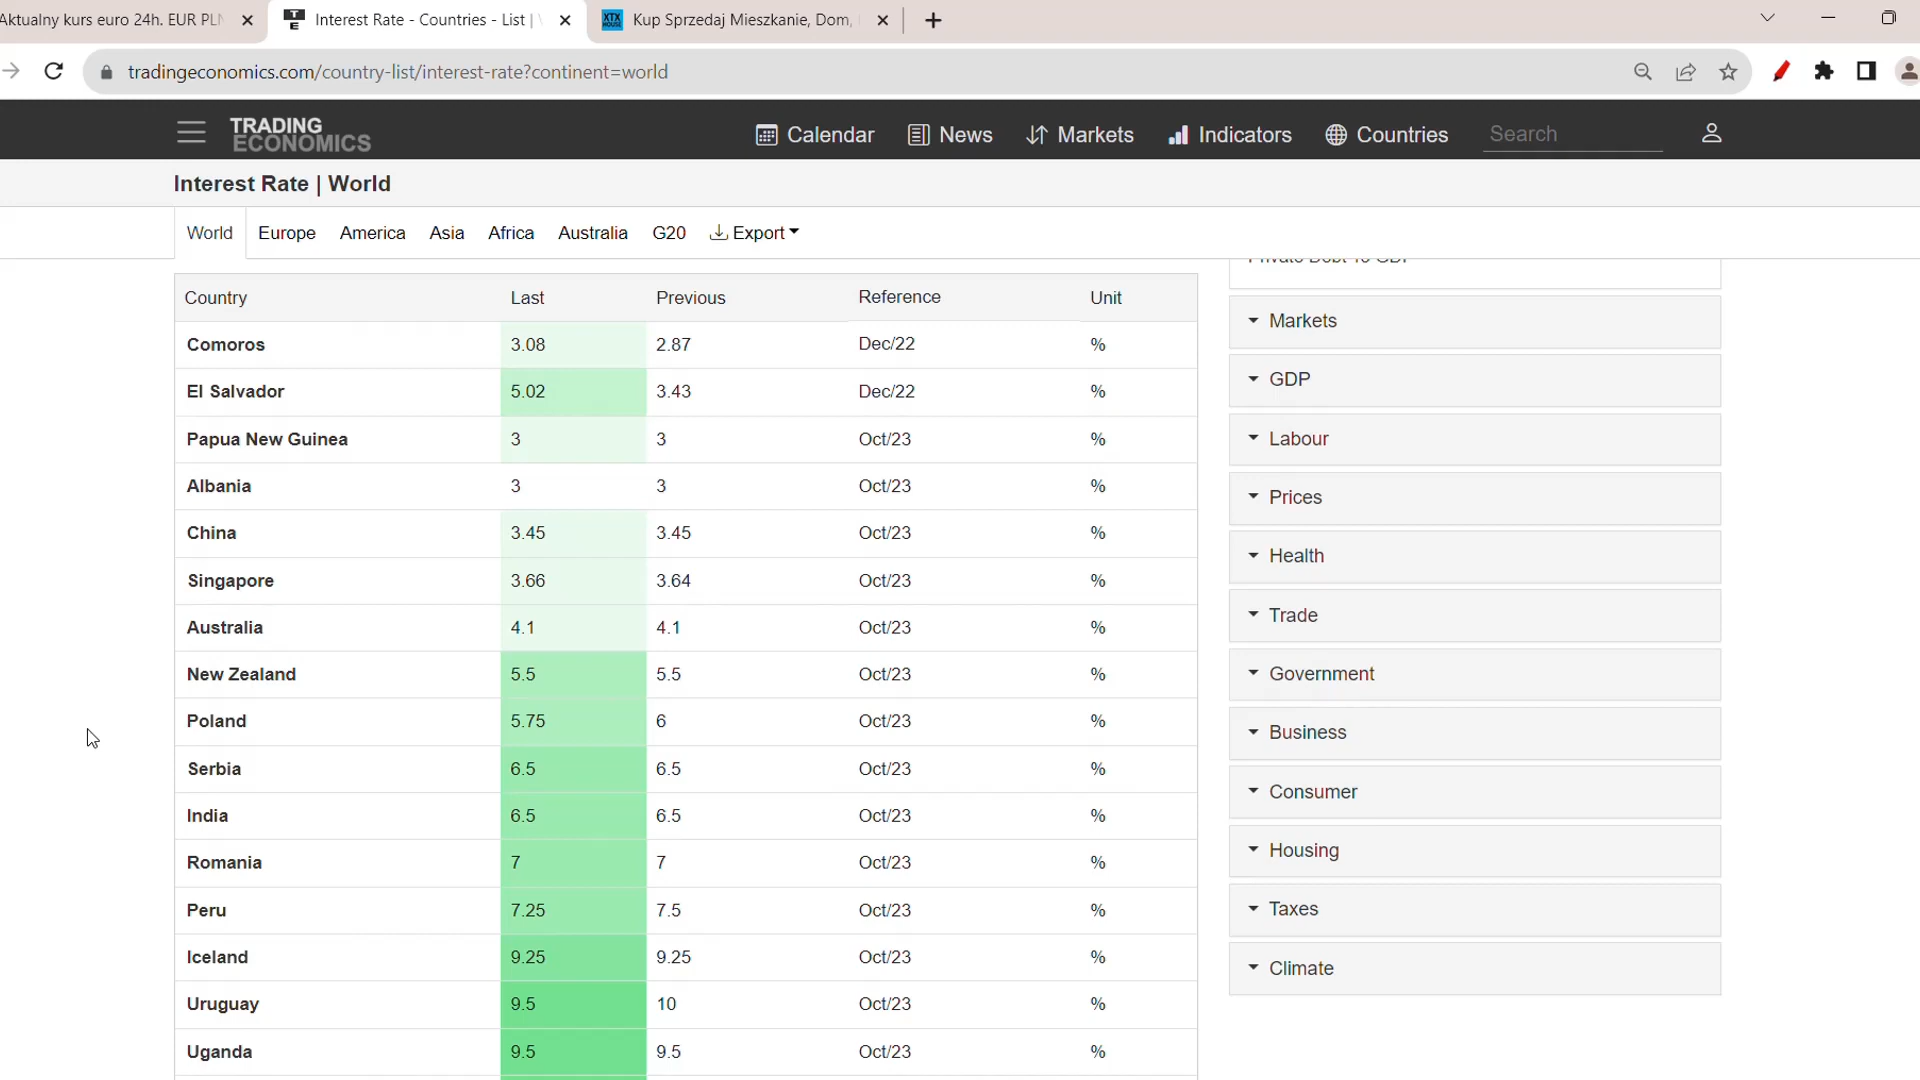 Aktualny kurs euro 24h. EUR PLN
Interest Rate - Countries - List |
Kup Sprzedaj Mieszkanie, Dom,
XTX HOUSE
tradingeconomics.com/country-list/interest-rate?continent=world
TRADING
ECONOMICS
Calendar
News
Markets
Indicators
Countries
Search
Interest Rate | World
World Europe America Asia Africa Australia G20 Export
Country Last Previous Reference Unit
Comoros 3.08 2.87 Dec/22 %
El Salvador 5.02 3.43 Dec/22 %
Papua New Guinea 3 3 Oct/23 %
Albania 3 3 Oct/23 %
China 3.45 3.45 Oct/23 %
Singapore 3.66 3.64 Oct/23 %
Australia 4.1 4.1 Oct/23 %
New Zealand 5.5 5.5 Oct/23 %
Poland 5.75 6 Oct/23 %
Serbia 6.5 6.5 Oct/23 %
India 6.5 6.5 Oct/23 %
Romania 7 7 Oct/23 %
Peru 7.25 7.5 Oct/23 %
Iceland 9.25 9.25 Oct/23 %
Uruguay 9.5 10 Oct/23 %
Uganda 9.5 9.5 Oct/23 %
Markets
GDP
Labour
Prices
Health
Trade
Government
Business
Consumer
Housing
Taxes
Climate